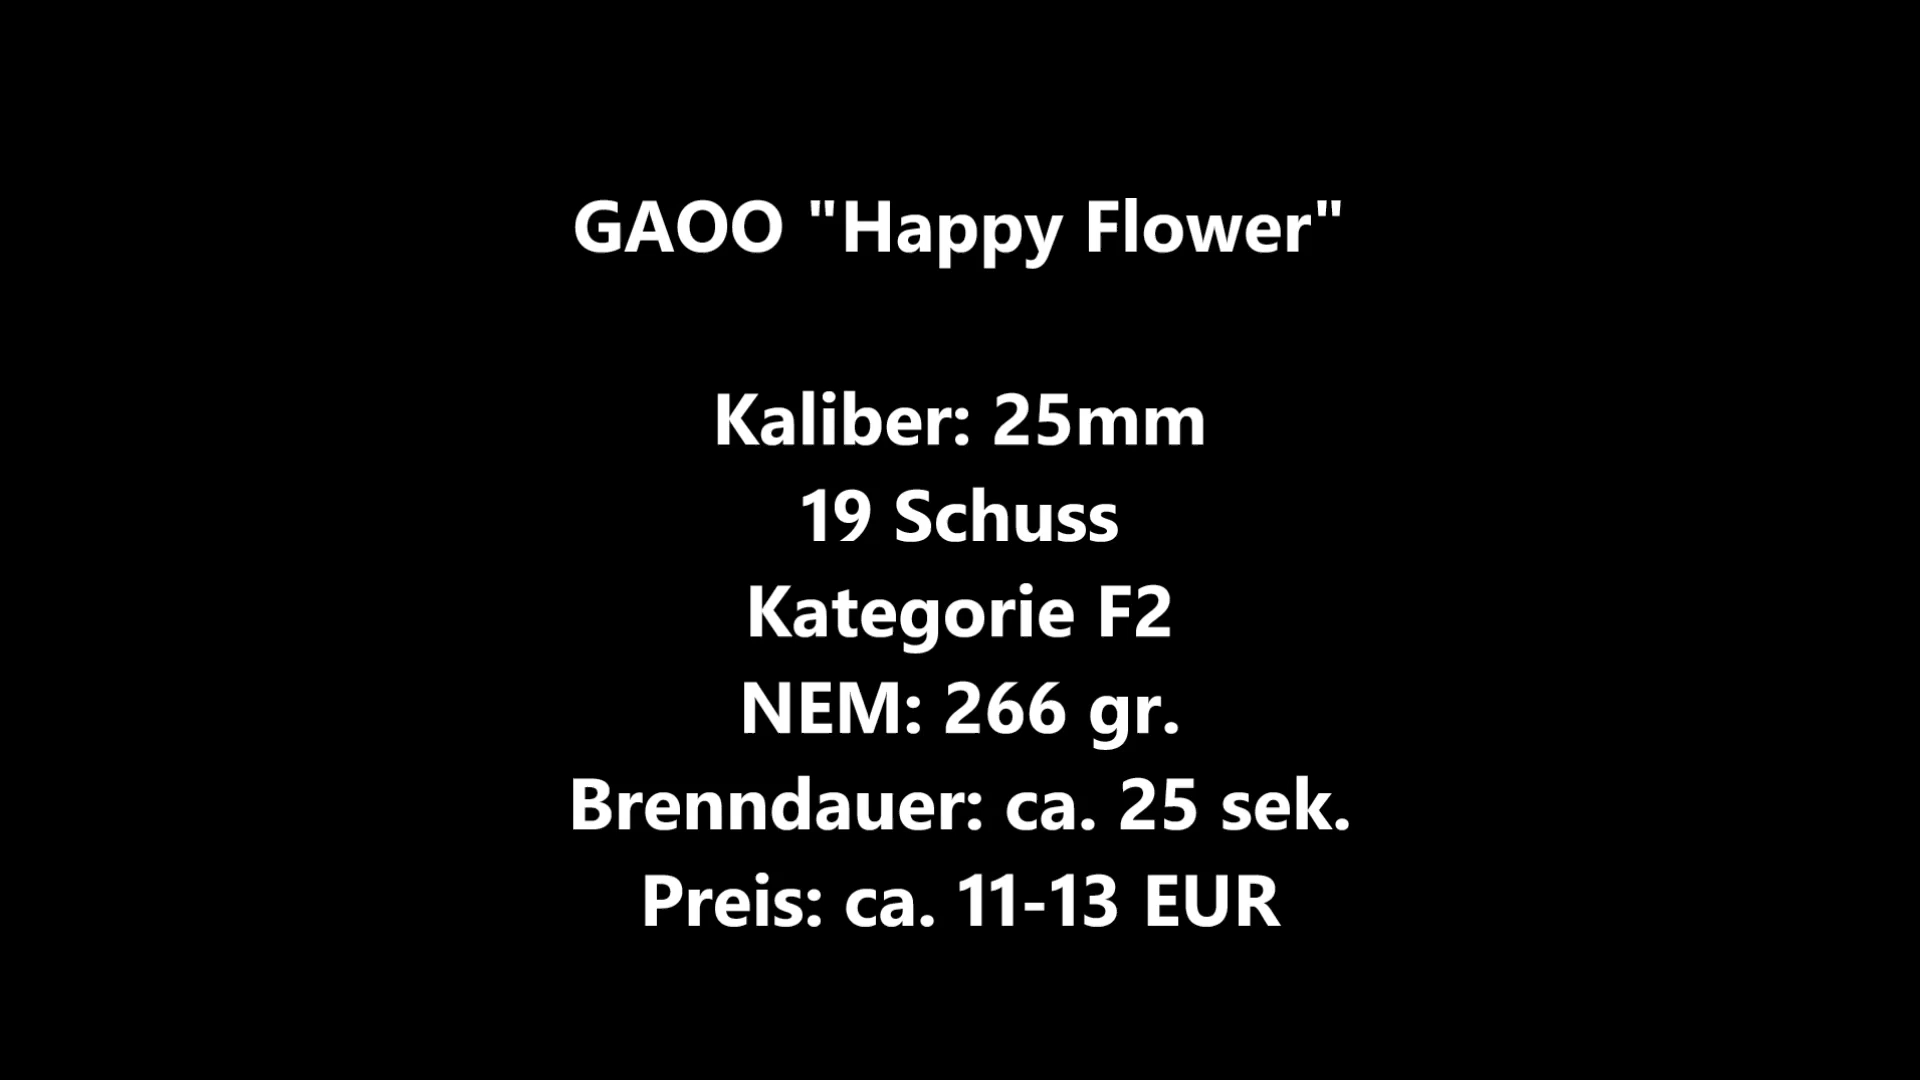 GAOO "Happy Flower"
Kaliber: 25mm
19 Schuss
Kategorie F2
NEM: 266 gr.
Brenndauer: ca. 25 sek.
Preis: ca. 11-13 EUR